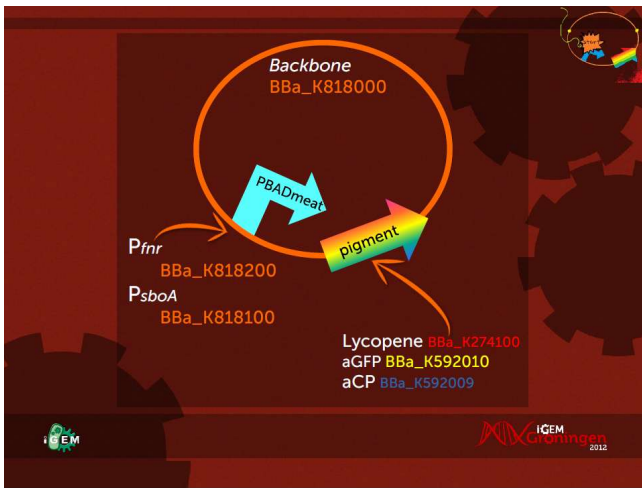 Backbone
BBa_K818000
PBADmeat
pigment
Pfnr
BBa_K818200
PsboA
BBa_K818100
Lycopene BBa_K274100
aGFP BBa_K592010
aCP BBa_K592009
iGEM
iGEM
Groningen
2012